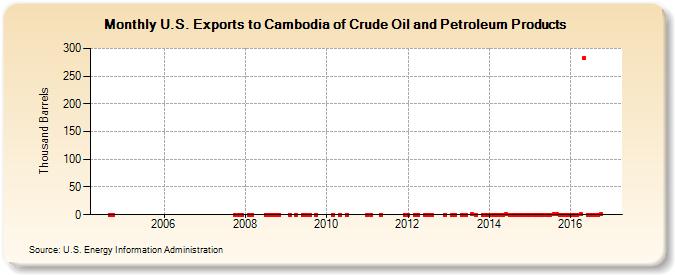 Monthly U.S. Exports to Cambodia of Crude Oil and Petroleum Products
Thousand Barrels
300
250
200
150
100
50
0
2006 2008 2010 2012 2014 2016
Source: U.S. Energy Information Administration